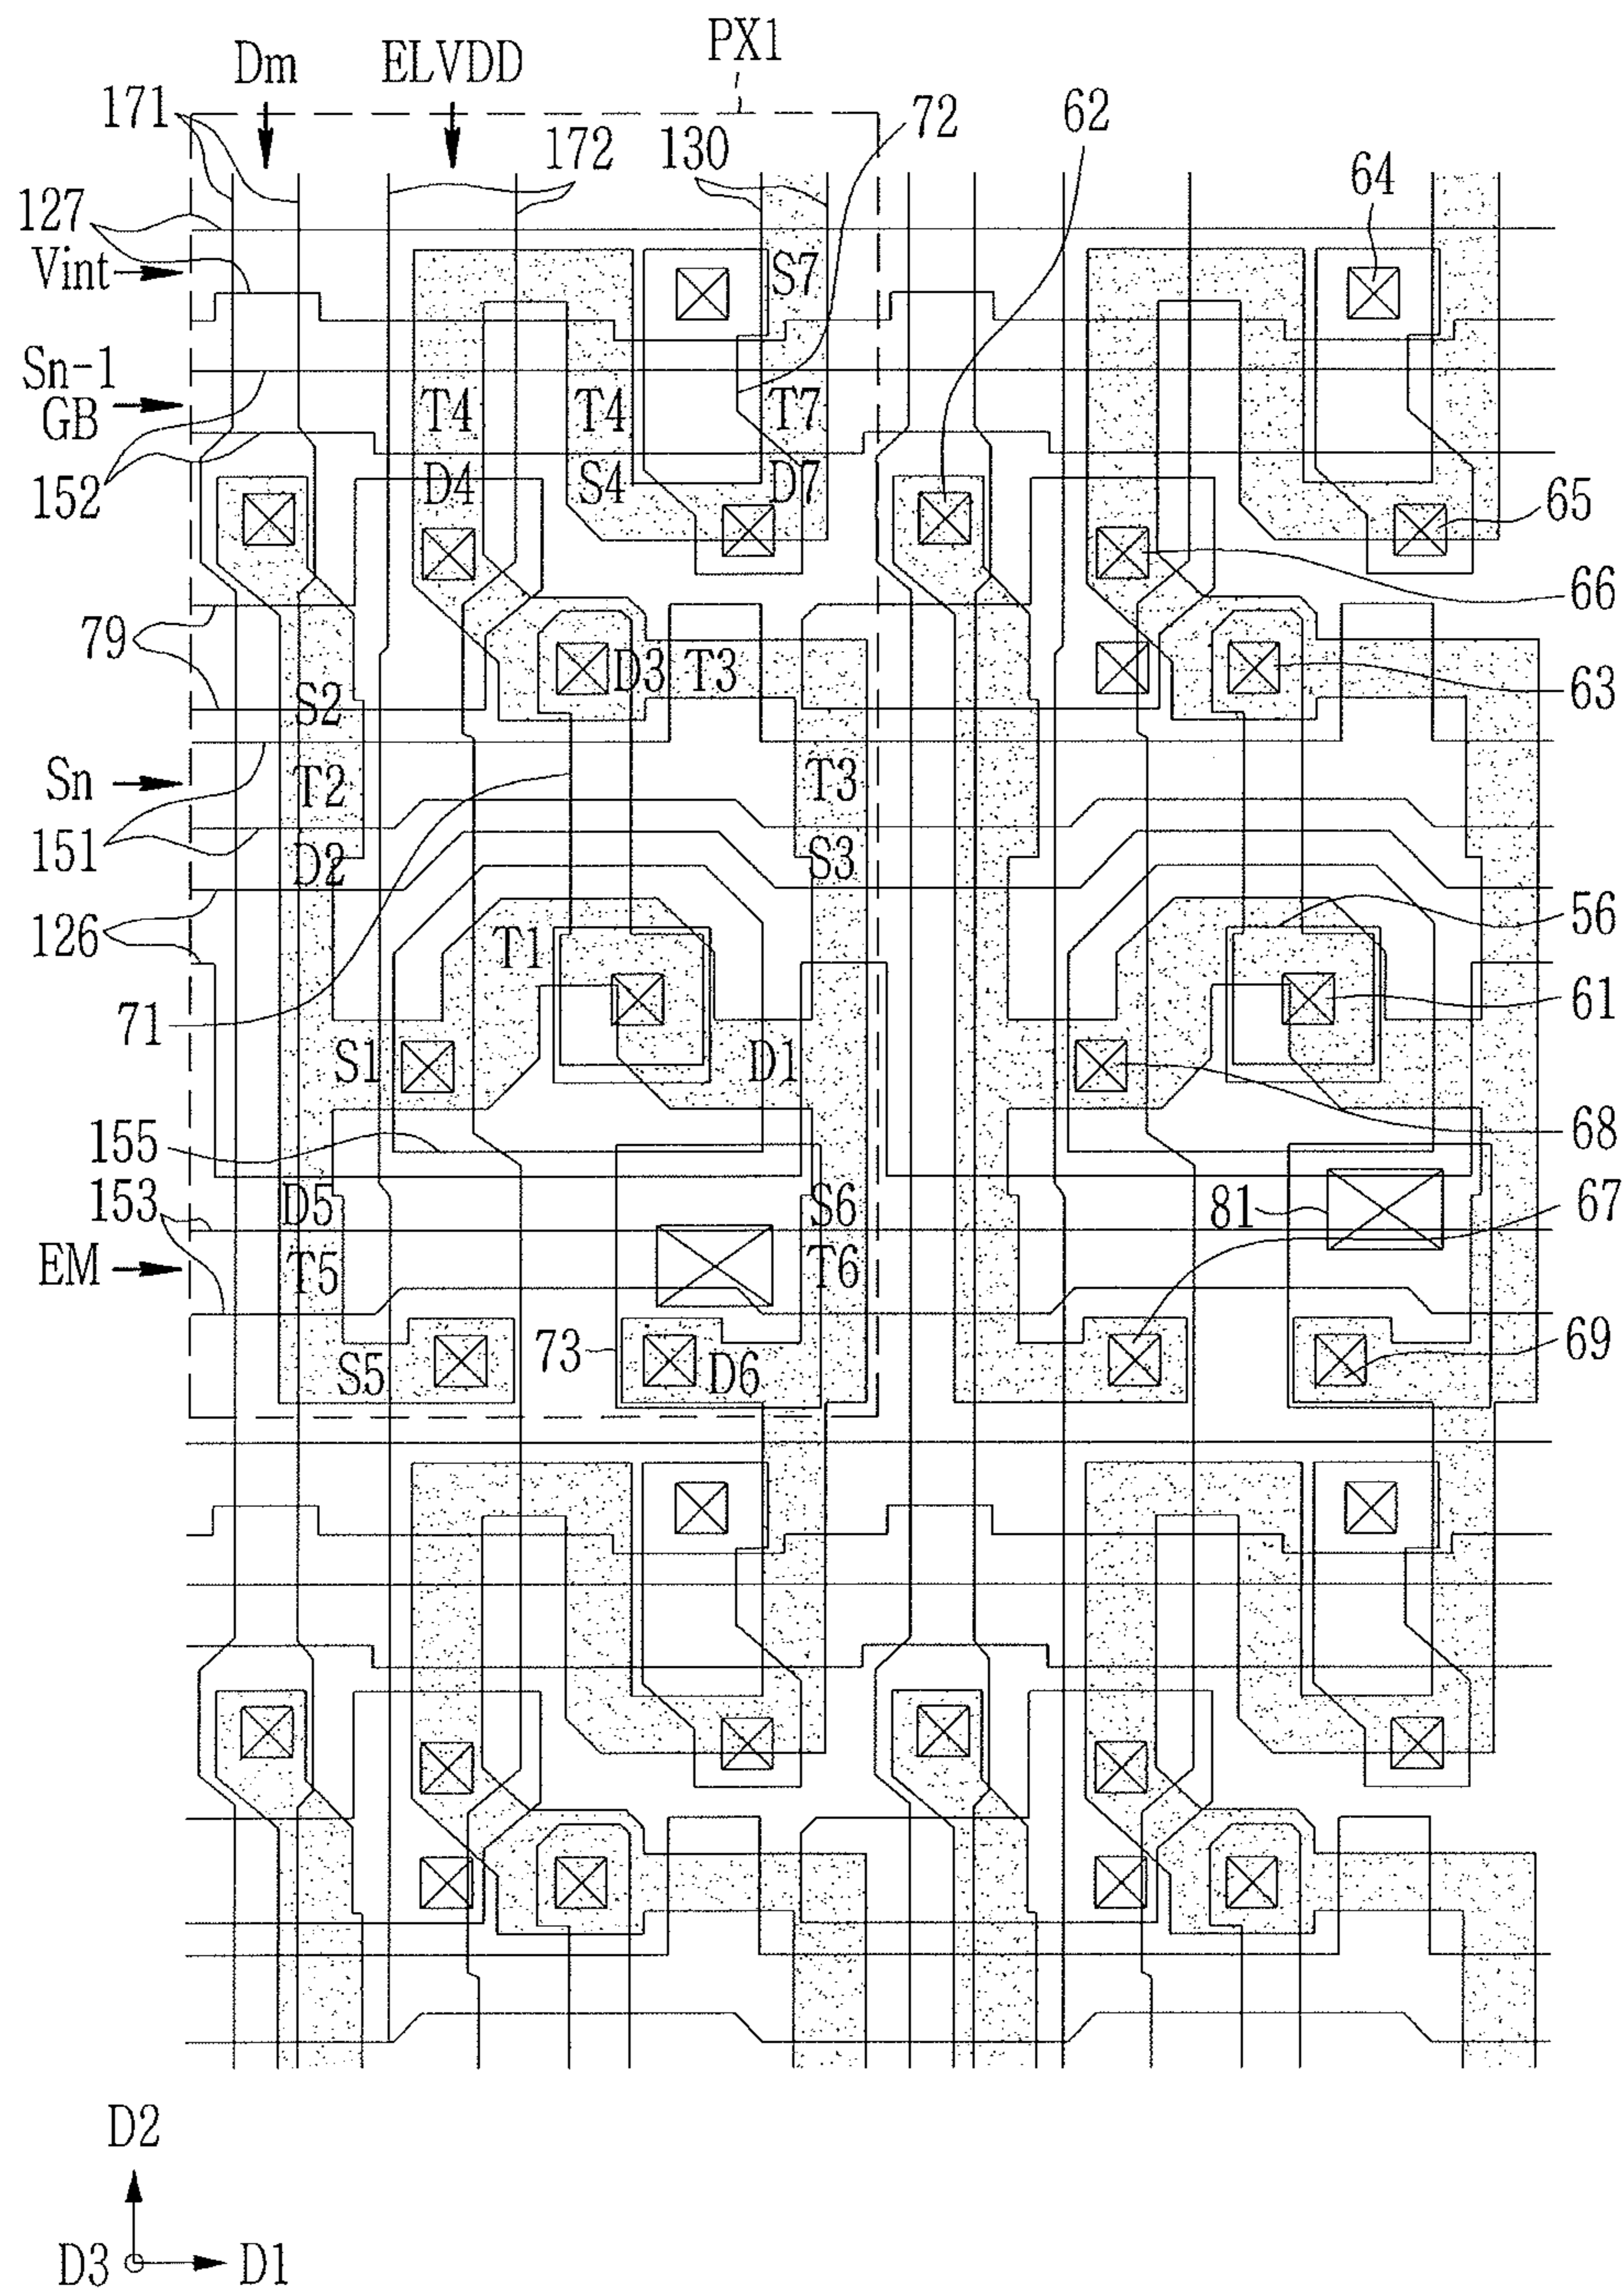 PX1
Dm
ELVDD
171
172
130
72
62
64
127
Vint
S7
Sn-1
GB
T4
T4
T7
152
D4
S4
D7
65
66
79
D3
T3
63
S2
Sn
T2
T3
151
D2
S3
126
T1
56
71
61
S1
D1
155
68
153
D5
S6
81
67
EM
T5
T6
73
69
S5
D6
D2
D3
D1